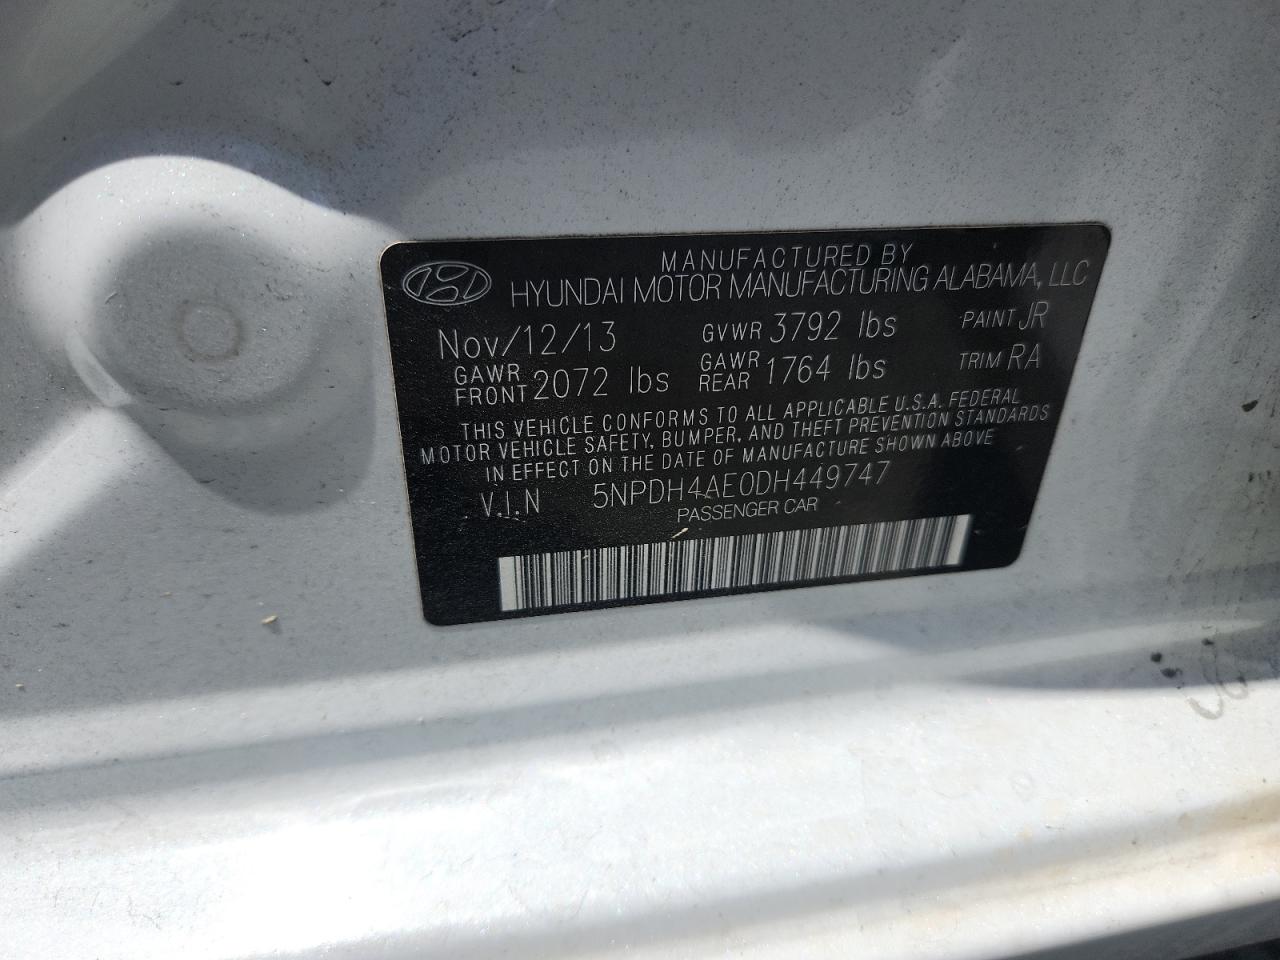 MANUFACTURED BY
HYUNDAI MOTOR MANUFACTURING ALABAMA, LLC
Nov/12/13 GVWR 3792 lbs PAINT JR
GAWR FRONT 2072 lbs GAWR REAR 1764 lbs TRIM RA
THIS VEHICLE CONFORMS TO ALL APPLICABLE U.S.A. FEDERAL
MOTOR VEHICLE SAFETY, BUMPER, AND THEFT PREVENTION STANDARDS
IN EFFECT ON THE DATE OF MANUFACTURE SHOWN ABOVE
V.I.N 5NPDH4AE0DH449747
PASSENGER CAR